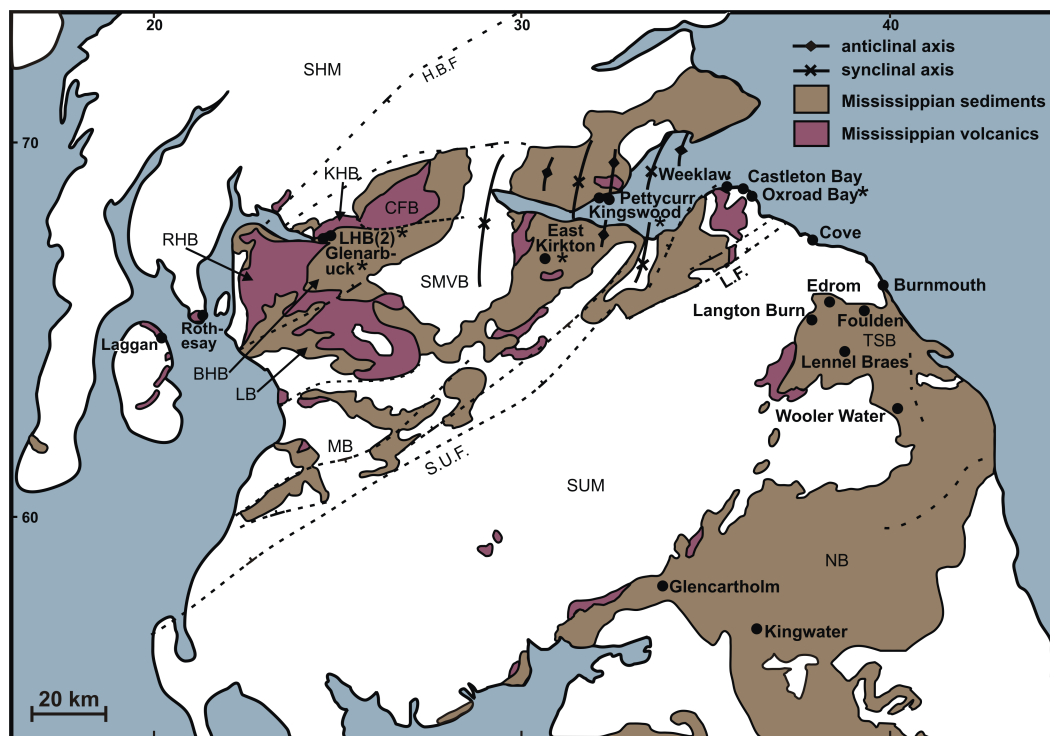 20
30
40
anticlinal axis
synclinal axis
Mississippian sediments
Mississippian volcanics
SHM
H.B.F
70
KHB
CFB
Weeklaw
Castleton Bay
Oxroad Bay*
Pettycurr
Kingswood
*
RHB
LHB(2)*
Glenarb-
uck*
East
Kirkton
*
SMVB
Cove
L.F.
Edrom
Burnmouth
Langton Burn
Foulden
TSB
Roth-
esay
Laggan
BHB
LB
Lennel Braes
Wooler Water
MB
S.U.F.
SUM
60
NB
Glencartholm
Kingwater
20 km